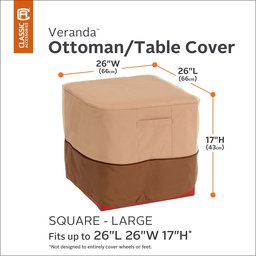 CLASSIC
ACCESSORIES
Veranda™
Ottoman/Table Cover
26"W
(66cm)
26"L
(66cm)
17"H
(43cm)
SQUARE - LARGE
Fits up to 26"L 26"W 17"H*
*Not designed to entirely cover wheels or feet.